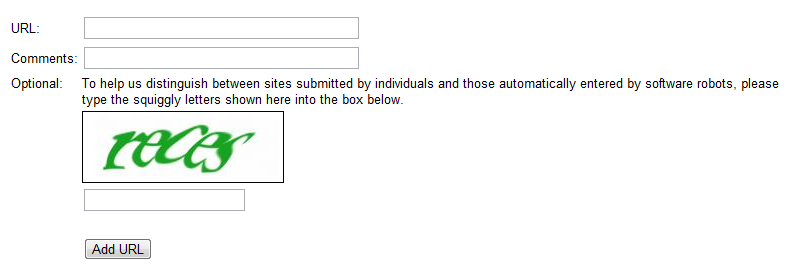 URL:
Comments:
Optional: To help us distinguish between sites submitted by individuals and those automatically entered by software robots, please
type the squiggly letters shown here into the box below.
reces
Add URL